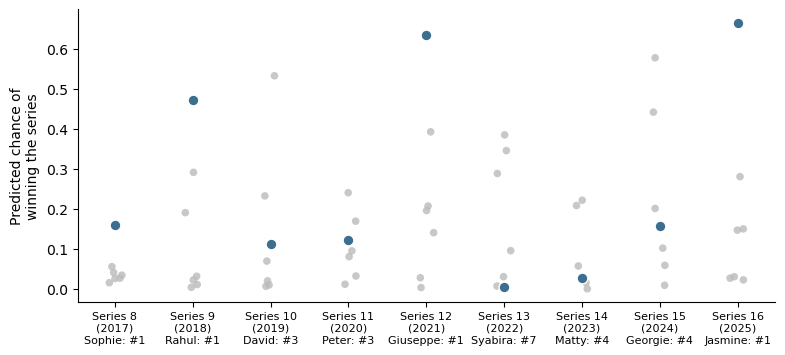 Predicted chance of
winning the series
0.6
0.5
0.4
0.3
0.2
0.1
0.0
Series 8
(2017)
Sophie: #1
Series 9
(2018)
Rahul: #1
Series 10
(2019)
David: #3
Series 11
(2020)
Peter: #3
Series 12
(2021)
Giuseppe: #1
Series 13
(2022)
Syabira: #7
Series 14
(2023)
Matty: #4
Series 15
(2024)
Georgie: #4
Series 16
(2025)
Jasmine: #1